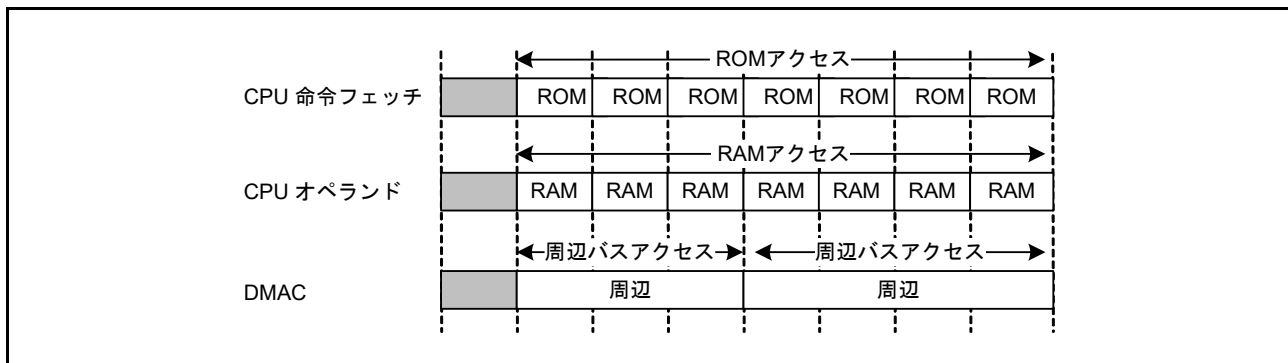 ROMアクセス
CPU 命令フェッチ ROM ROM ROM ROM ROM ROM ROM
RAMアクセス
CPU オペランド RAM RAM RAM RAM RAM RAM RAM
周辺バスアクセス 周辺バスアクセス
DMAC 周辺 周辺